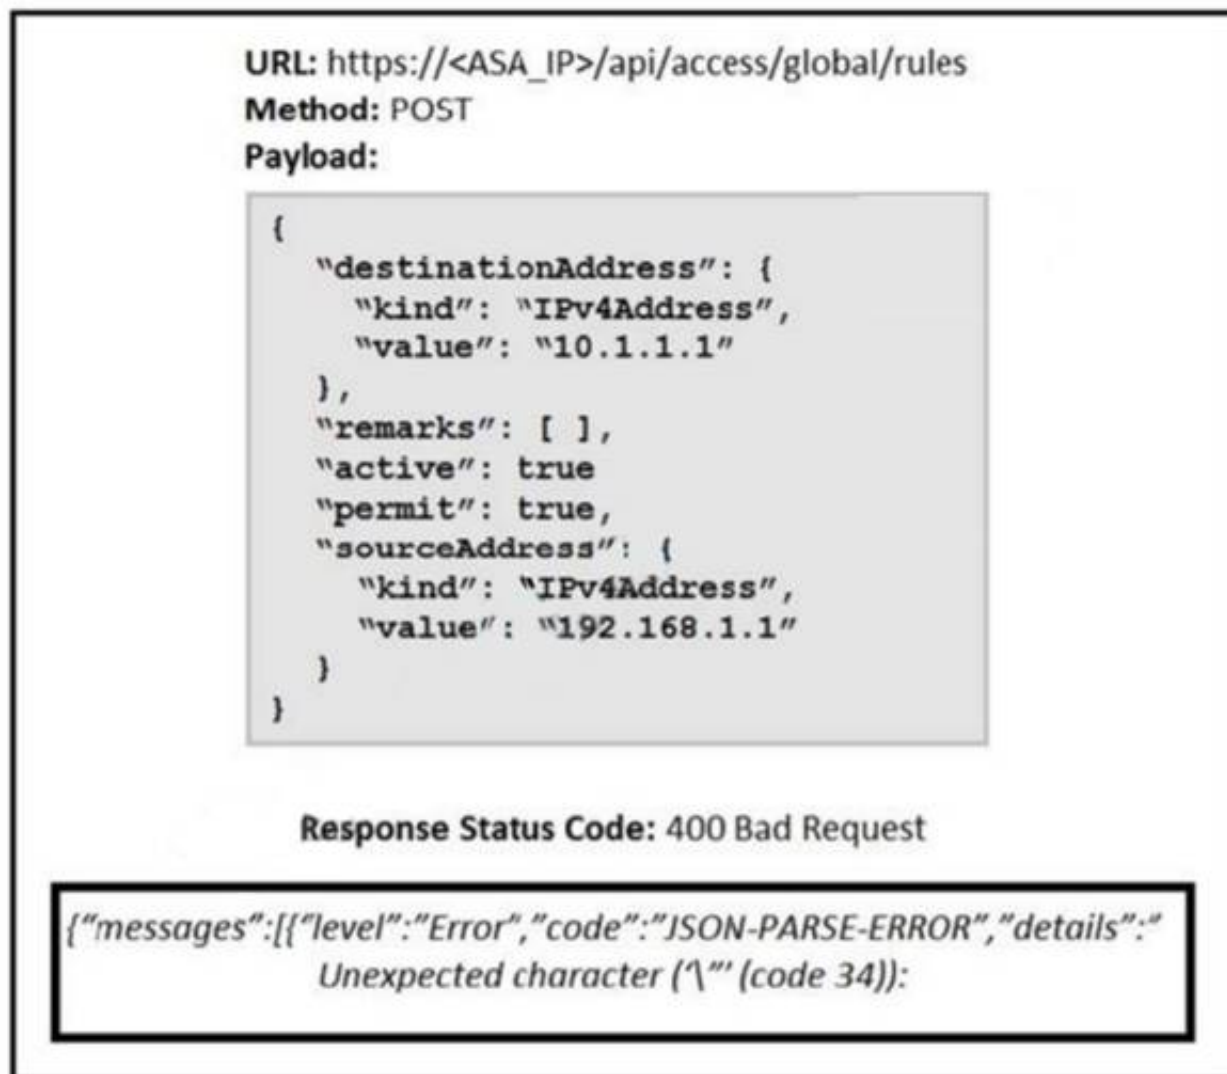 URL: https://<ASA_IP>/api/access/global/rules
Method: POST
Payload:
{
“destinationAddress”: {
“kind”: “IPv4Address”,
“value”: “10.1.1.1”
},
“remarks”: [ ],
“active”: true
“permit”: true,
“sourceAddress”: {
“kind”: “IPv4Address”,
“value”: “192.168.1.1”
}
}
Response Status Code: 400 Bad Request
{“messages”:[{“level”:”Error”,”code”:”JSON-PARSE-ERROR”,”details”:“
Unexpected character (‘\”’ (code 34)):